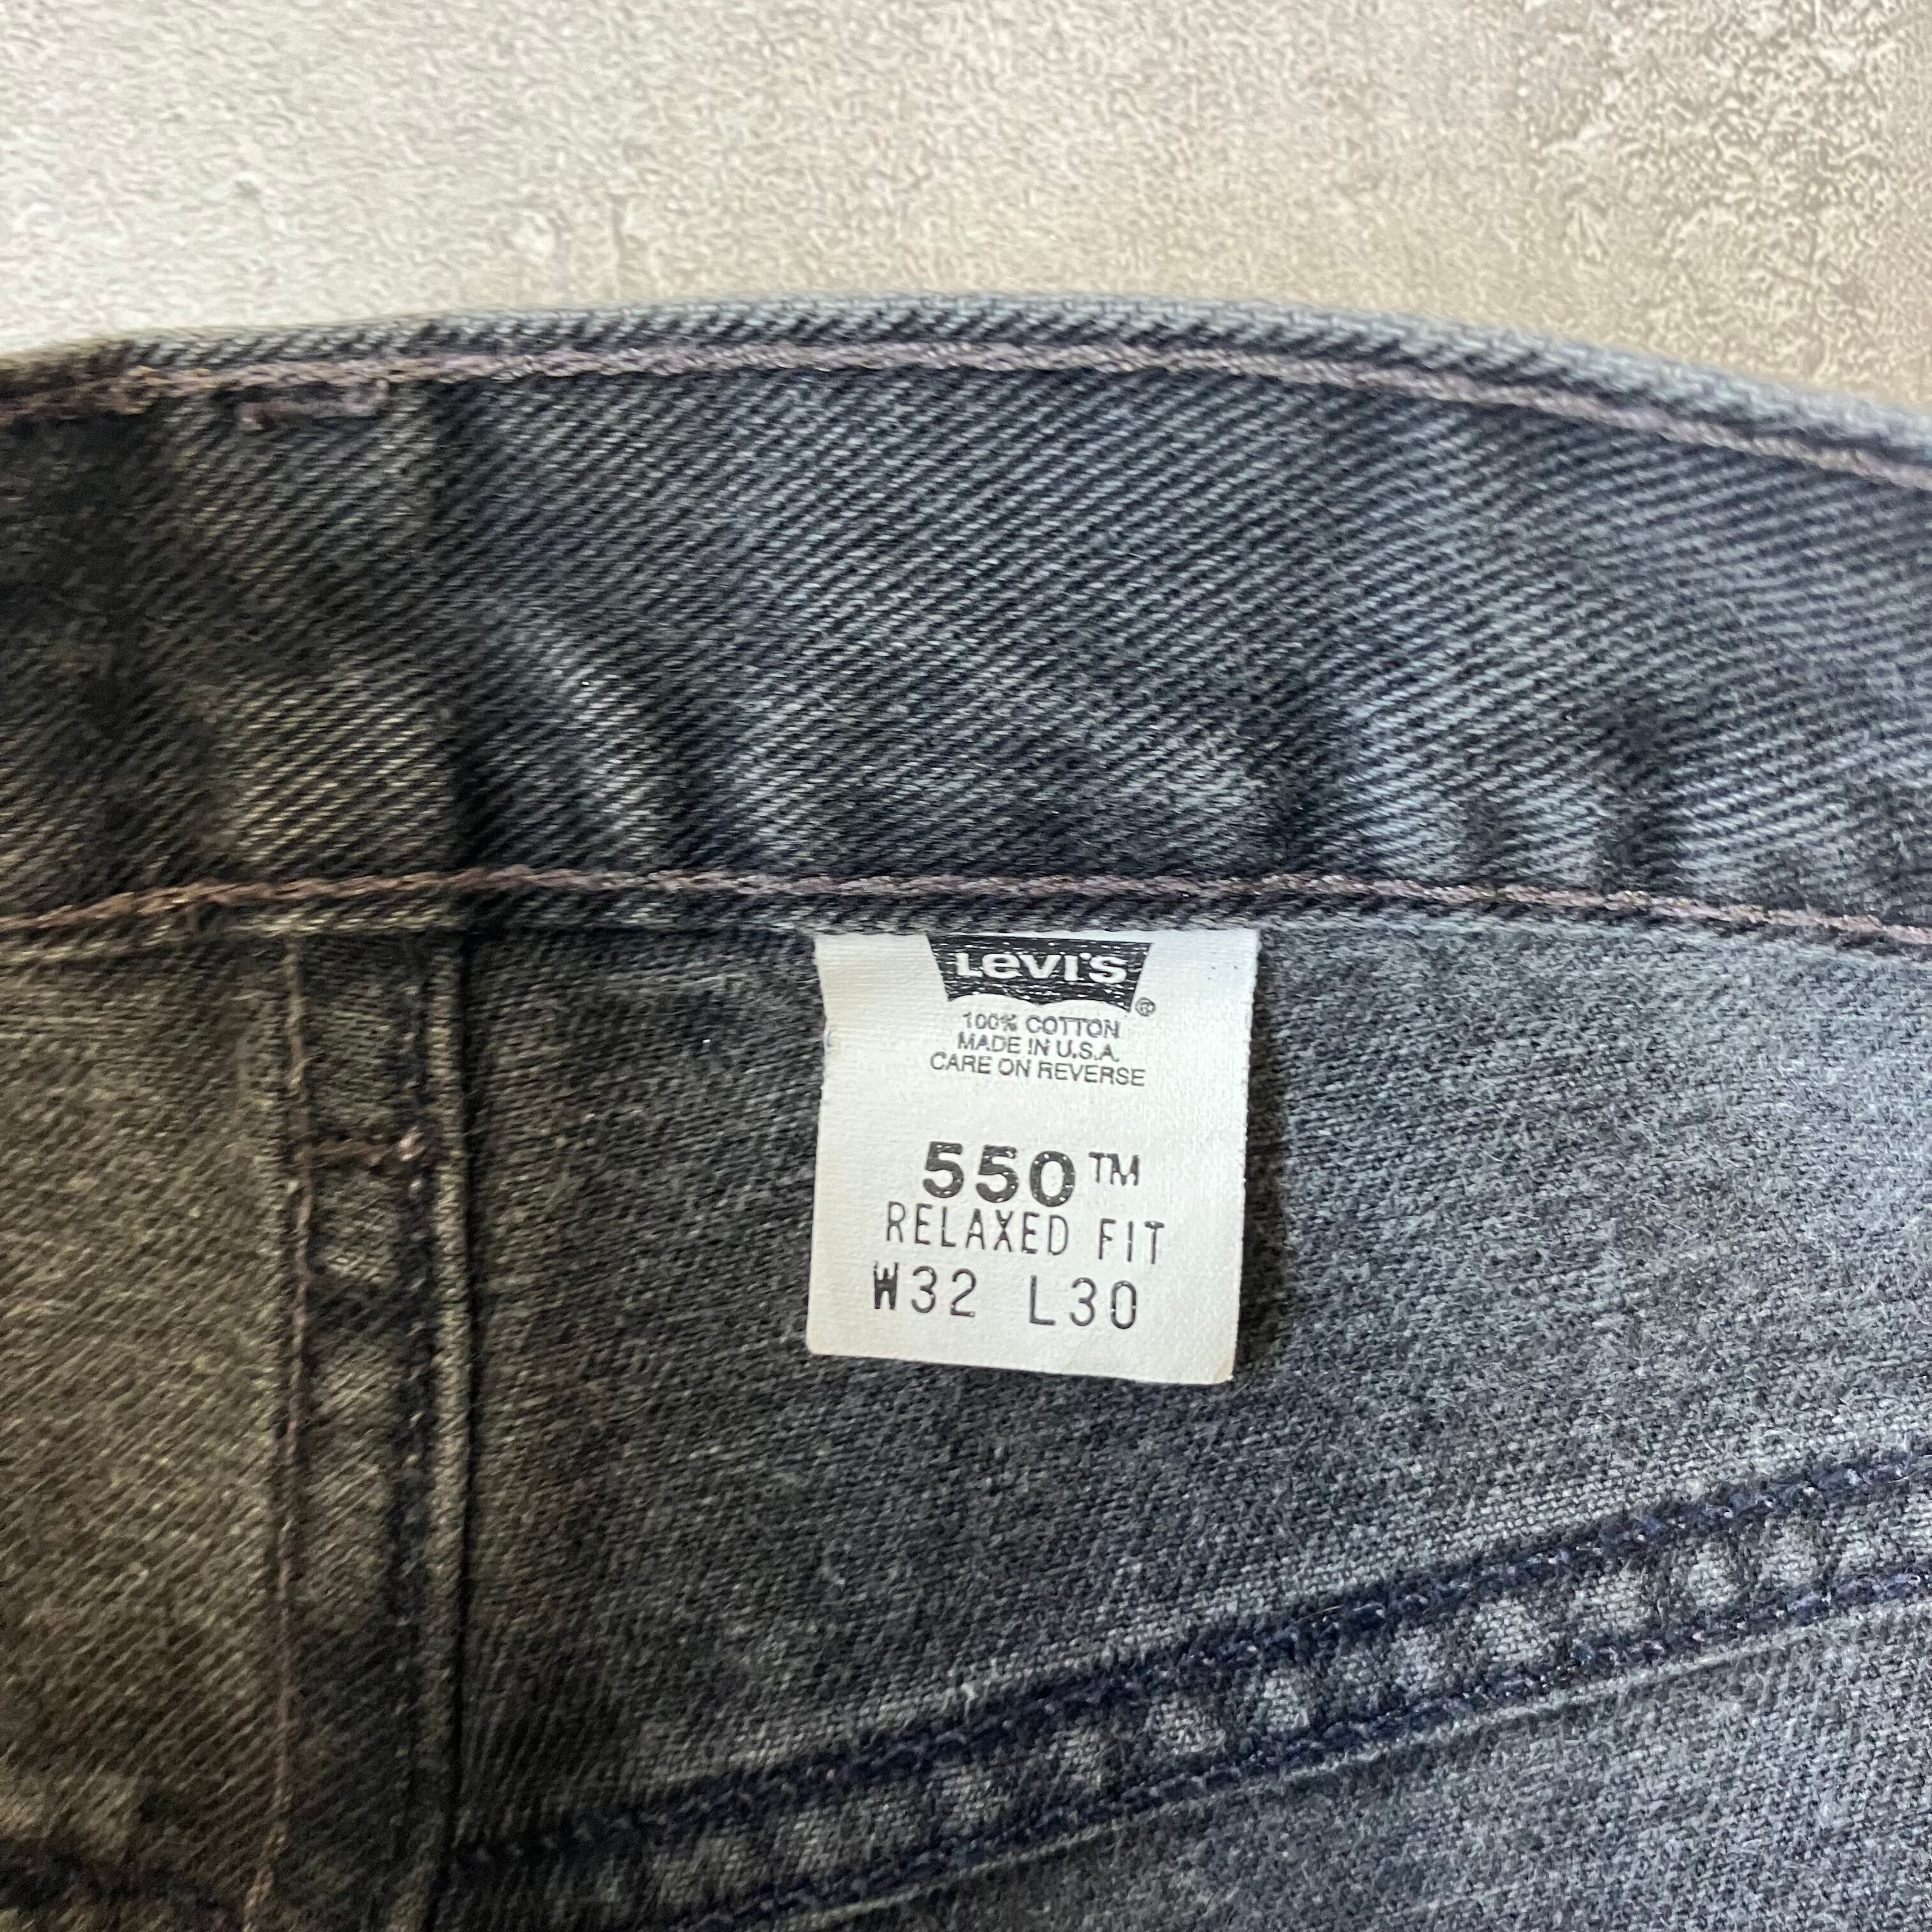 Levi's®
100% COTTON
MADE IN U.S.A.
CARE ON REVERSE
550™
RELAXED FIT
W32 L30